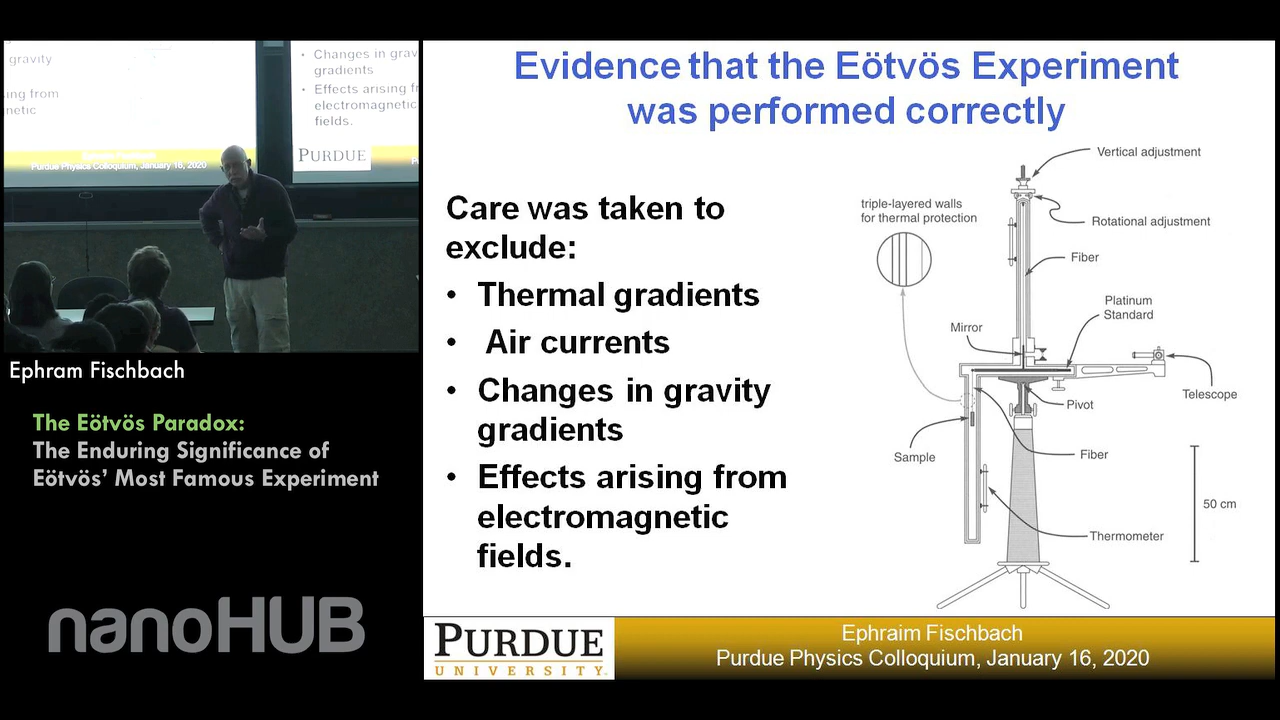 gravity
ing from
netic
Purdue Physics Colloquium, January 16, 2020
• Changes in grav
gradients
• Effects arising fr
electromagnetic
fields.
PURDUE
Ephram Fischbach
The Eötvös Paradox:
The Enduring Significance of
Eötvös’ Most Famous Experiment
nanoHUB
Evidence that the Eötvös Experiment
was performed correctly
Care was taken to
exclude:
• Thermal gradients
• Air currents
• Changes in gravity
gradients
• Effects arising from
electromagnetic
fields.
Vertical adjustment
triple-layered walls
for thermal protection
Rotational adjustment
Fiber
Platinum
Standard
Mirror
Telescope
Pivot
Sample
Fiber
50 cm
Thermometer
PURDUE
UNIVERSITY
Ephraim Fischbach
Purdue Physics Colloquium, January 16, 2020